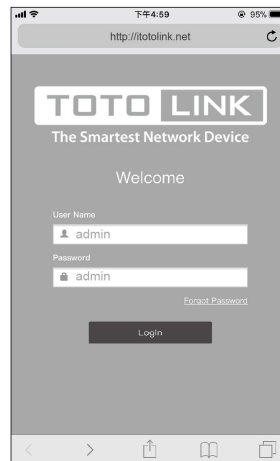 下午4:59
95%
http://itotolink.net
TOTO LINK
The Smartest Network Device
Welcome
User Name
admin
Password
admin
Forgot Password
Login